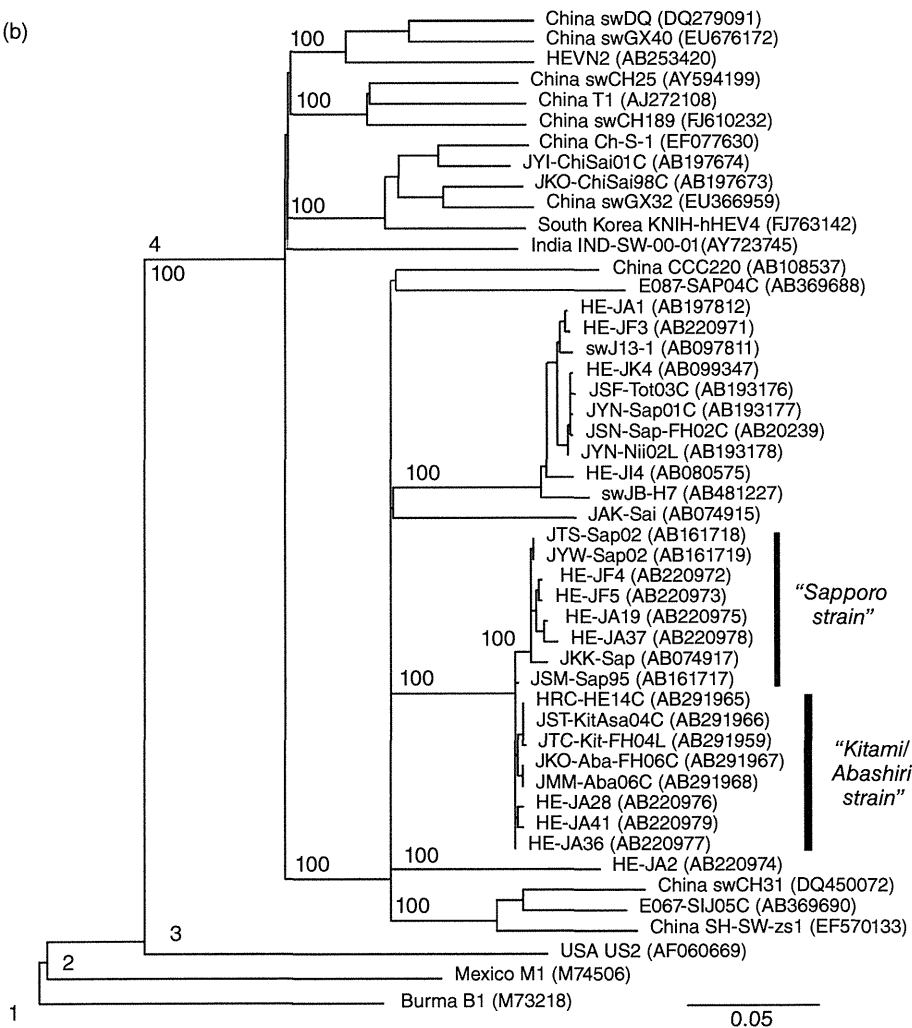 (b)
China swDQ (DQ279091)
100
China swGX40 (EU676172)
HEVN2 (AB253420)
China swCH25 (AY594199)
100
China T1 (AJ272108)
China swCH189 (FJ610232)
China Ch-S-1 (EF077630)
JYI-ChiSai01C (AB197674)
JKO-ChiSai98C (AB197673)
100
China swGX32 (EU366959)
South Korea KNIH-hHEV4 (FJ763142)
4
India IND-SW-00-01(AY723745)
100
China CCC220 (AB108537)
E087-SAP04C (AB369688)
HE-JA1 (AB197812)
HE-JF3 (AB220971)
swJ13-1 (AB097811)
HE-JK4 (AB099347)
JSF-Tot03C (AB193176)
JYN-Sap01C (AB193177)
JSN-Sap-FH02C (AB20239)
JYN-Nii02L (AB193178)
100
HE-JI4 (AB080575)
swJB-H7 (AB481227)
JAK-Sai (AB074915)
JTS-Sap02 (AB161718)
JYW-Sap02 (AB161719)
HE-JF4 (AB220972)
HE-JF5 (AB220973)
"Sapporo
strain"
HE-JA19 (AB220975)
100
HE-JA37 (AB220978)
JKK-Sap (AB074917)
100
JSM-Sap95 (AB161717)
HRC-HE14C (AB291965)
JST-KitAsa04C (AB291966)
JTC-Kit-FH04L (AB291959)
JKO-Aba-FH06C (AB291967)
JMM-Aba06C (AB291968)
"Kitami/
Abashiri
strain"
HE-JA28 (AB220976)
HE-JA41 (AB220979)
HE-JA36 (AB220977)
100
100
HE-JA2 (AB220974)
China swCH31 (DQ450072)
100
E067-SIJ05C (AB369690)
China SH-SW-zs1 (EF570133)
3
USA US2 (AF060669)
2
Mexico M1 (M74506)
1
Burma B1 (M73218)
0.05